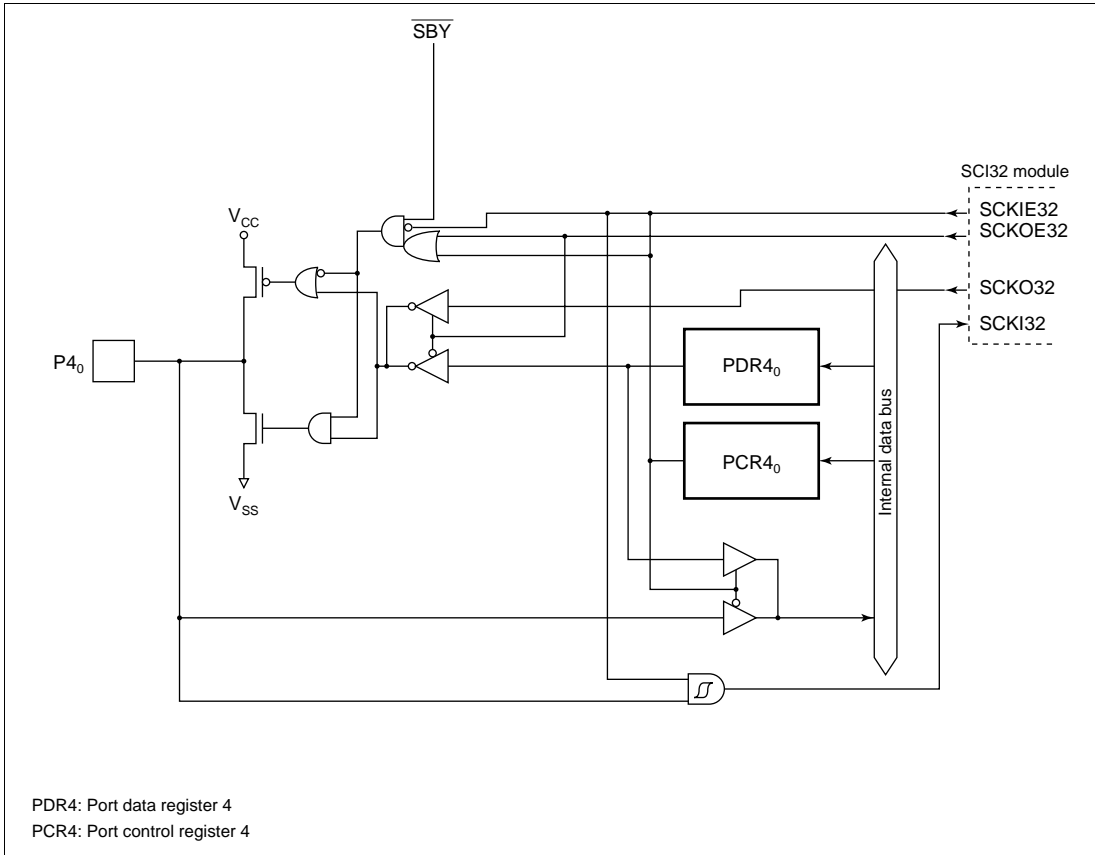 SBY
SCI32 module
VCC
SCKIE32
SCKOE32
SCKO32
SCKI32
P40
PDR40
PCR40
Internal data bus
VSS
PDR4: Port data register 4
PCR4: Port control register 4